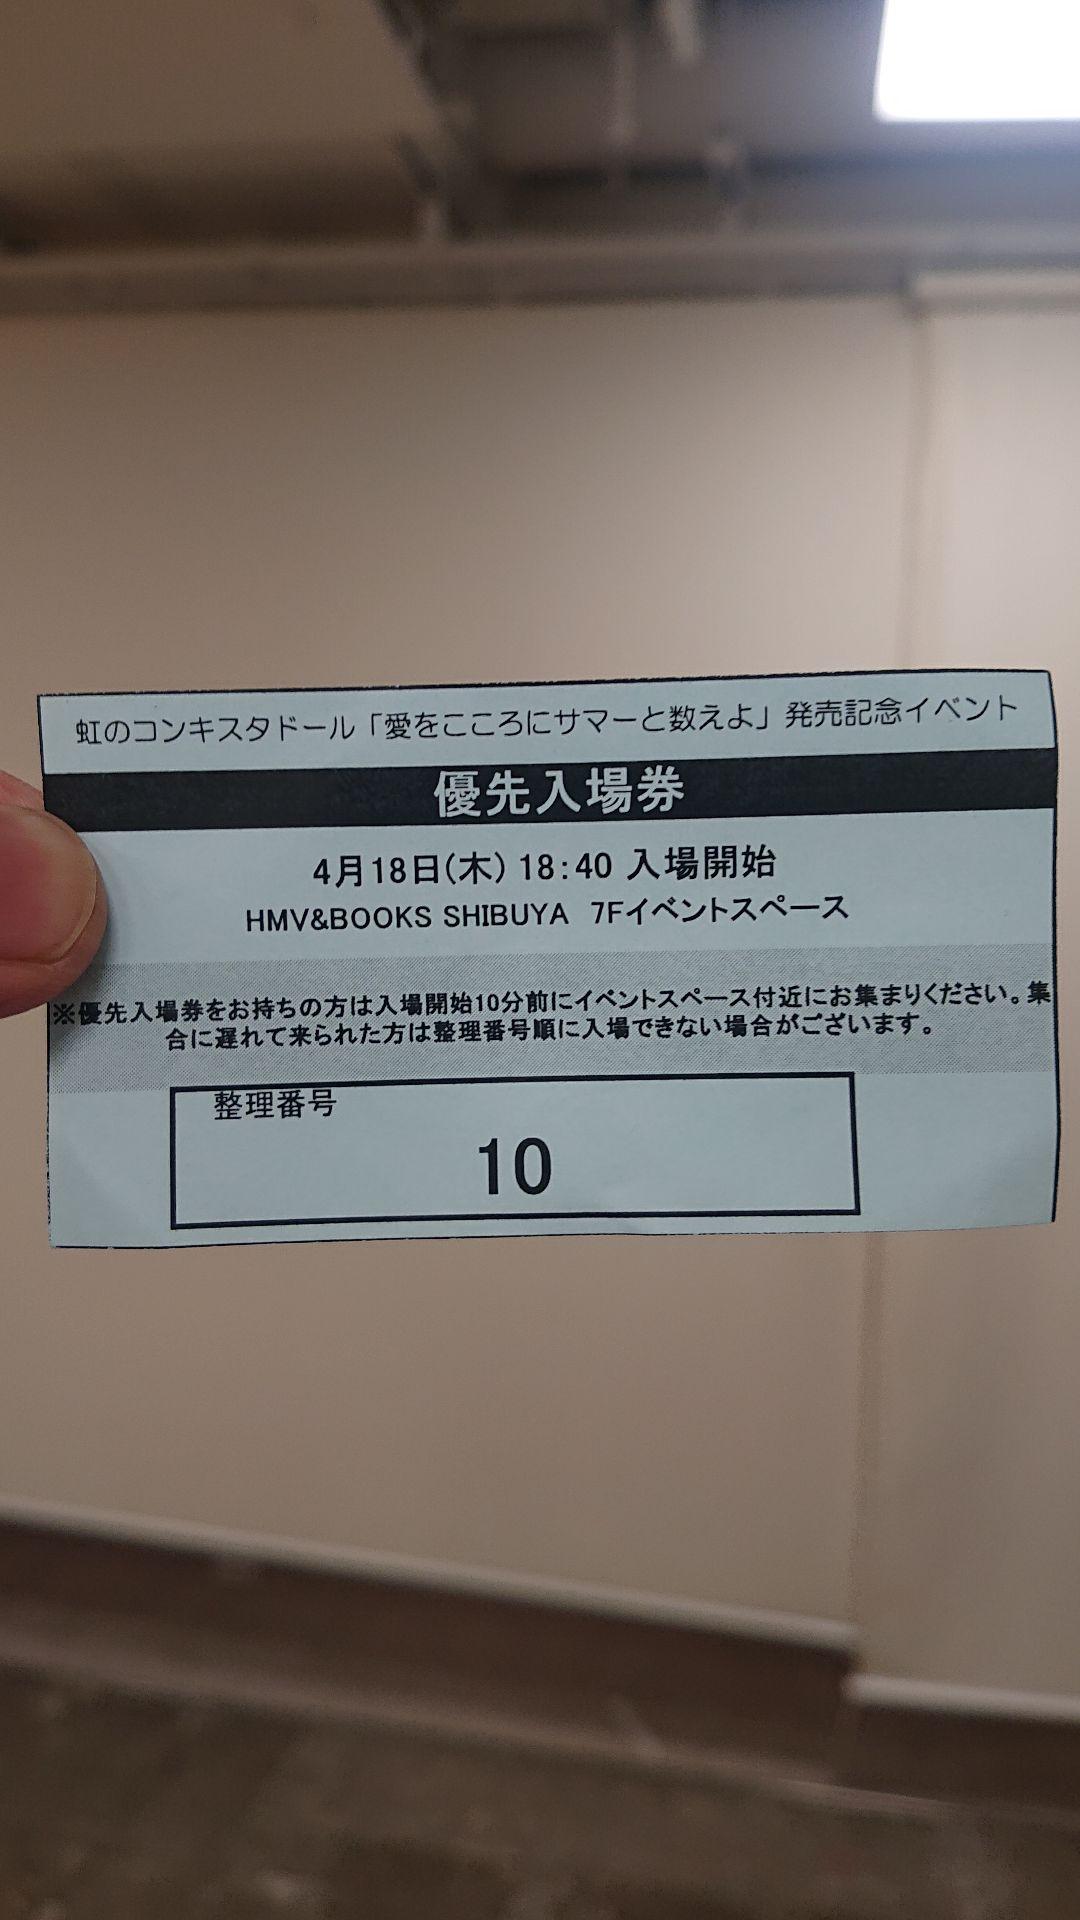 虹のコンキスタドール「愛をこころにサマーと数えよ」発売記念イベント
優先入場券
4月18日(木) 18:40 入場開始
HMV&BOOKS SHIBUYA 7Fイベントスペース
※優先入場券をお持ちの方は入場開始10分前にイベントスペース付近にお集まりください。集
合に遅れて来られた方は整理番号順に入場できない場合がございます。
整理番号
10